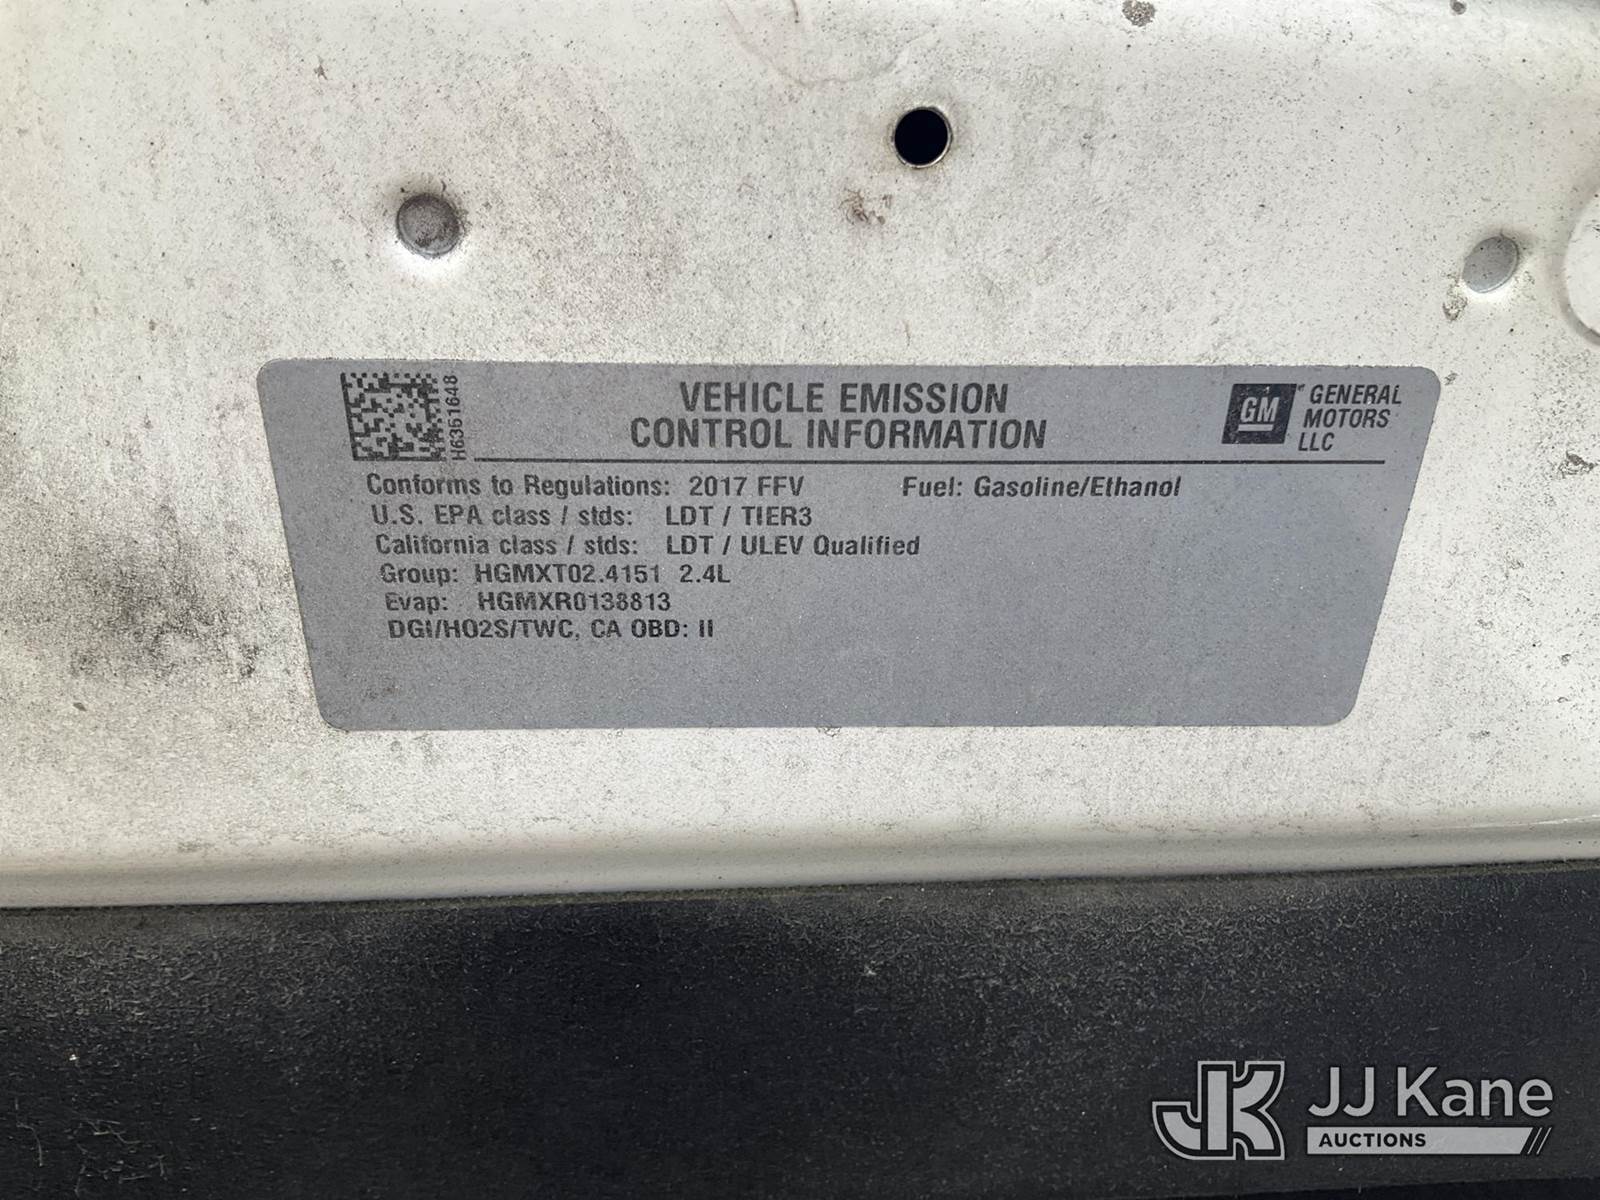 H6351648
VEHICLE EMISSION
CONTROL INFORMATION
GM
GENERAL
MOTORS
LLC
Conforms to Regulations: 2017 FFV Fuel: Gasoline/Ethanol
U.S. EPA class / stds: LDT / TIER3
California class / stds: LDT / ULEV Qualified
Group: HGMXT02.4151 2.4L
Evap: HGMXR0138813
DGI/HO2S/TWC, CA OBD: II
JK JJ Kane
AUCTIONS